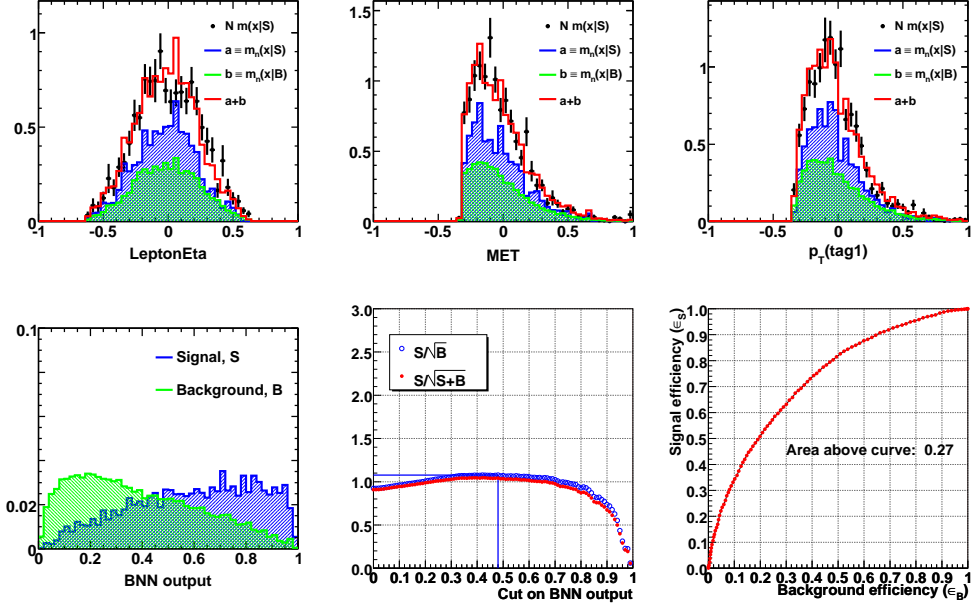 1
0.5
0
N m(x|S)
a ≡ mn(x|S)
b ≡ mn(x|B)
a+b
-1 -0.5 0 0.5 1
LeptonEta
1.5
1.0
0.5
0.0
N m(x|S)
a ≡ mn(x|S)
b ≡ mn(x|B)
a+b
-1 -0.5 0 0.5 1
MET
1
0.5
0
N m(x|S)
a ≡ mn(x|S)
b ≡ mn(x|B)
a+b
-1 -0.5 0 0.5 1
pT(tag1)
0.1
0.02
0
Signal, S
Background, B
0 0.2 0.4 0.6 0.8 1
BNN output
3.0
2.5
2.0
1.5
1.0
0.5
0.0
S/√B
S/√S+B
0 0.1 0.2 0.3 0.4 0.5 0.6 0.7 0.8 0.9 1
Cut on BNN output
Signal efficiency (∈S)
1.0
0.9
0.8
0.7
0.6
0.5
0.4
0.3
0.2
0.1
0.0
Area above curve: 0.27
0 0.1 0.2 0.3 0.4 0.5 0.6 0.7 0.8 0.9 1
Background efficiency (∈B)